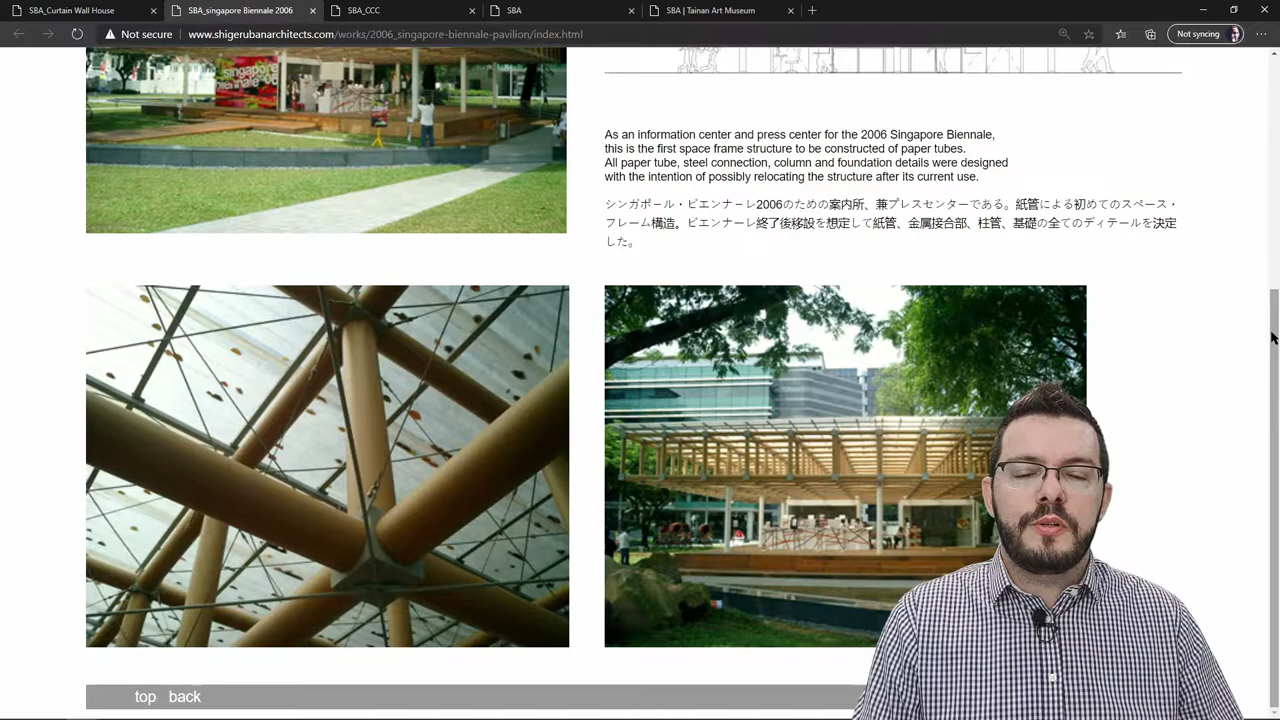 SBA_Curtain Wall House
SBA_singapore Biennale 2006
SBA_CCC
SBA
SBA | Tainan Art Museum
Not secure
www.shigerubanarchitects.com/works/2006_singapore-biennale-pavilion/index.html
Not syncing
singapore
biennale'06
As an information center and press center for the 2006 Singapore Biennale,
this is the first space frame structure to be constructed of paper tubes.
All paper tube, steel connection, column and foundation details were designed
with the intention of possibly relocating the structure after its current use.
シンガポール・ビエンナーレ2006のための案内所、兼プレスセンターである。紙管による初めてのスペース・
フレーム構造。ビエンナーレ終了後移設を想定して紙管、金属接合部、柱管、基礎の全てのディテールを決定
した。
top back